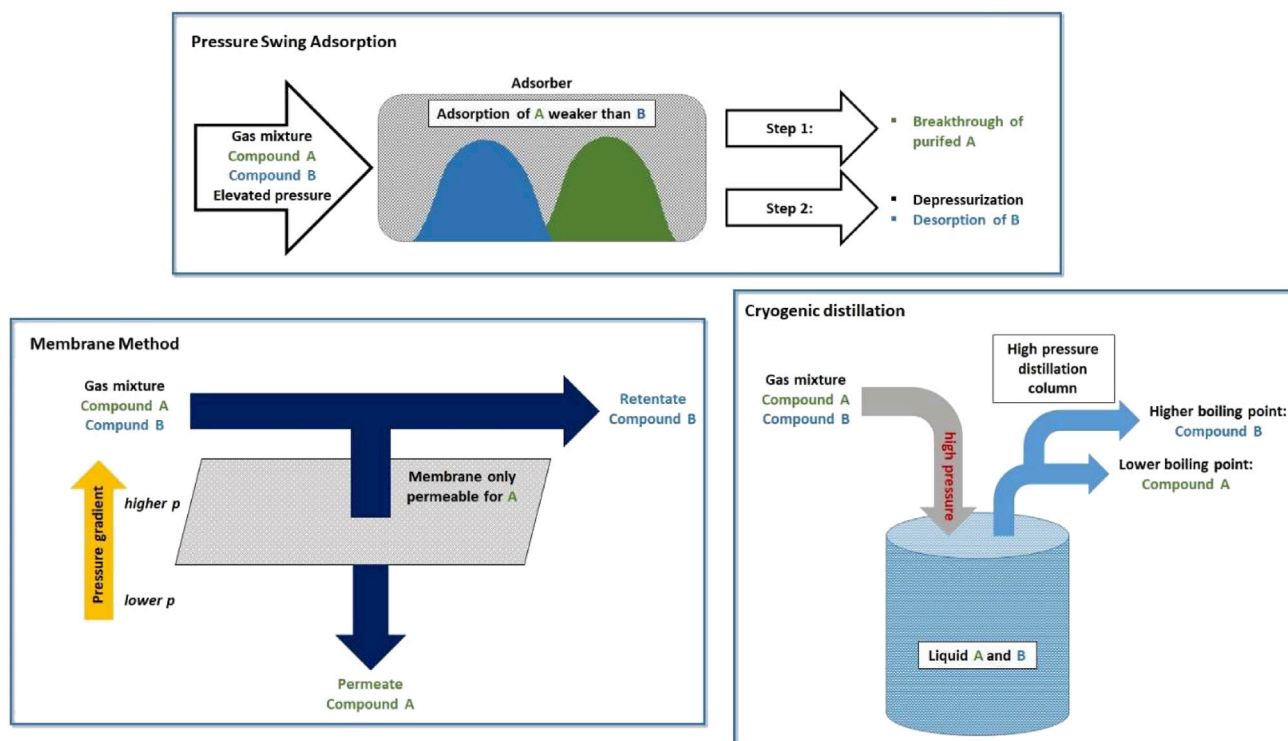 Pressure Swing Adsorption
Adsorber
Gas mixture
Compound A
Compound B
Elevated pressure
Adsorption of A weaker than B
Step 1:
▪ Breakthrough of
purifed A
Step 2:
▪ Depressurization
▪ Desorption of B
Membrane Method
Gas mixture
Compound A
Compund B
Retentate
Compound B
Membrane only
permeable for A
Pressure gradient
higher p
lower p
Permeate
Compound A
Cryogenic distillation
High pressure
distillation
column
Gas mixture
Compound A
Compound B
high pressure
Higher boiling point:
Compound B
Lower boiling point:
Compound A
Liquid A and B